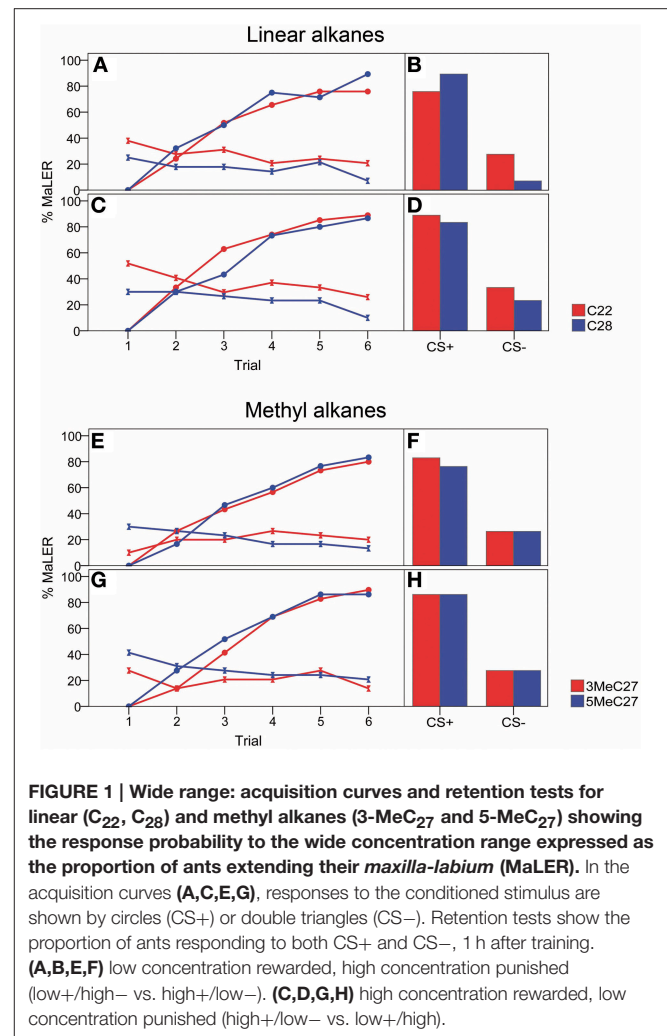 Linear alkanes
A
B
100
80
60
40
20
0
% MaLER
C
D
100
80
60
40
20
0
1 2 3 4 5 6
Trial
CS+ CS-
C22
C28
Methyl alkanes
E
F
100
80
60
40
20
0
% MaLER
G
H
100
80
60
40
20
0
1 2 3 4 5 6
Trial
CS+ CS-
3MeC27
5MeC27
FIGURE 1 | Wide range: acquisition curves and retention tests for
linear (C₂₂, C₂₈) and methyl alkanes (3-MeC₂₇ and 5-MeC₂₇) showing
the response probability to the wide concentration range expressed as
the proportion of ants extending their maxilla-labium (MaLER). In the
acquisition curves (A,C,E,G), responses to the conditioned stimulus are
shown by circles (CS+) or double triangles (CS−). Retention tests show the
proportion of ants responding to both CS+ and CS−, 1 h after training.
(A,B,E,F) low concentration rewarded, high concentration punished
(low+/high− vs. high+/low−). (C,D,G,H) high concentration rewarded, low
concentration punished (high+/low− vs. low+/high).